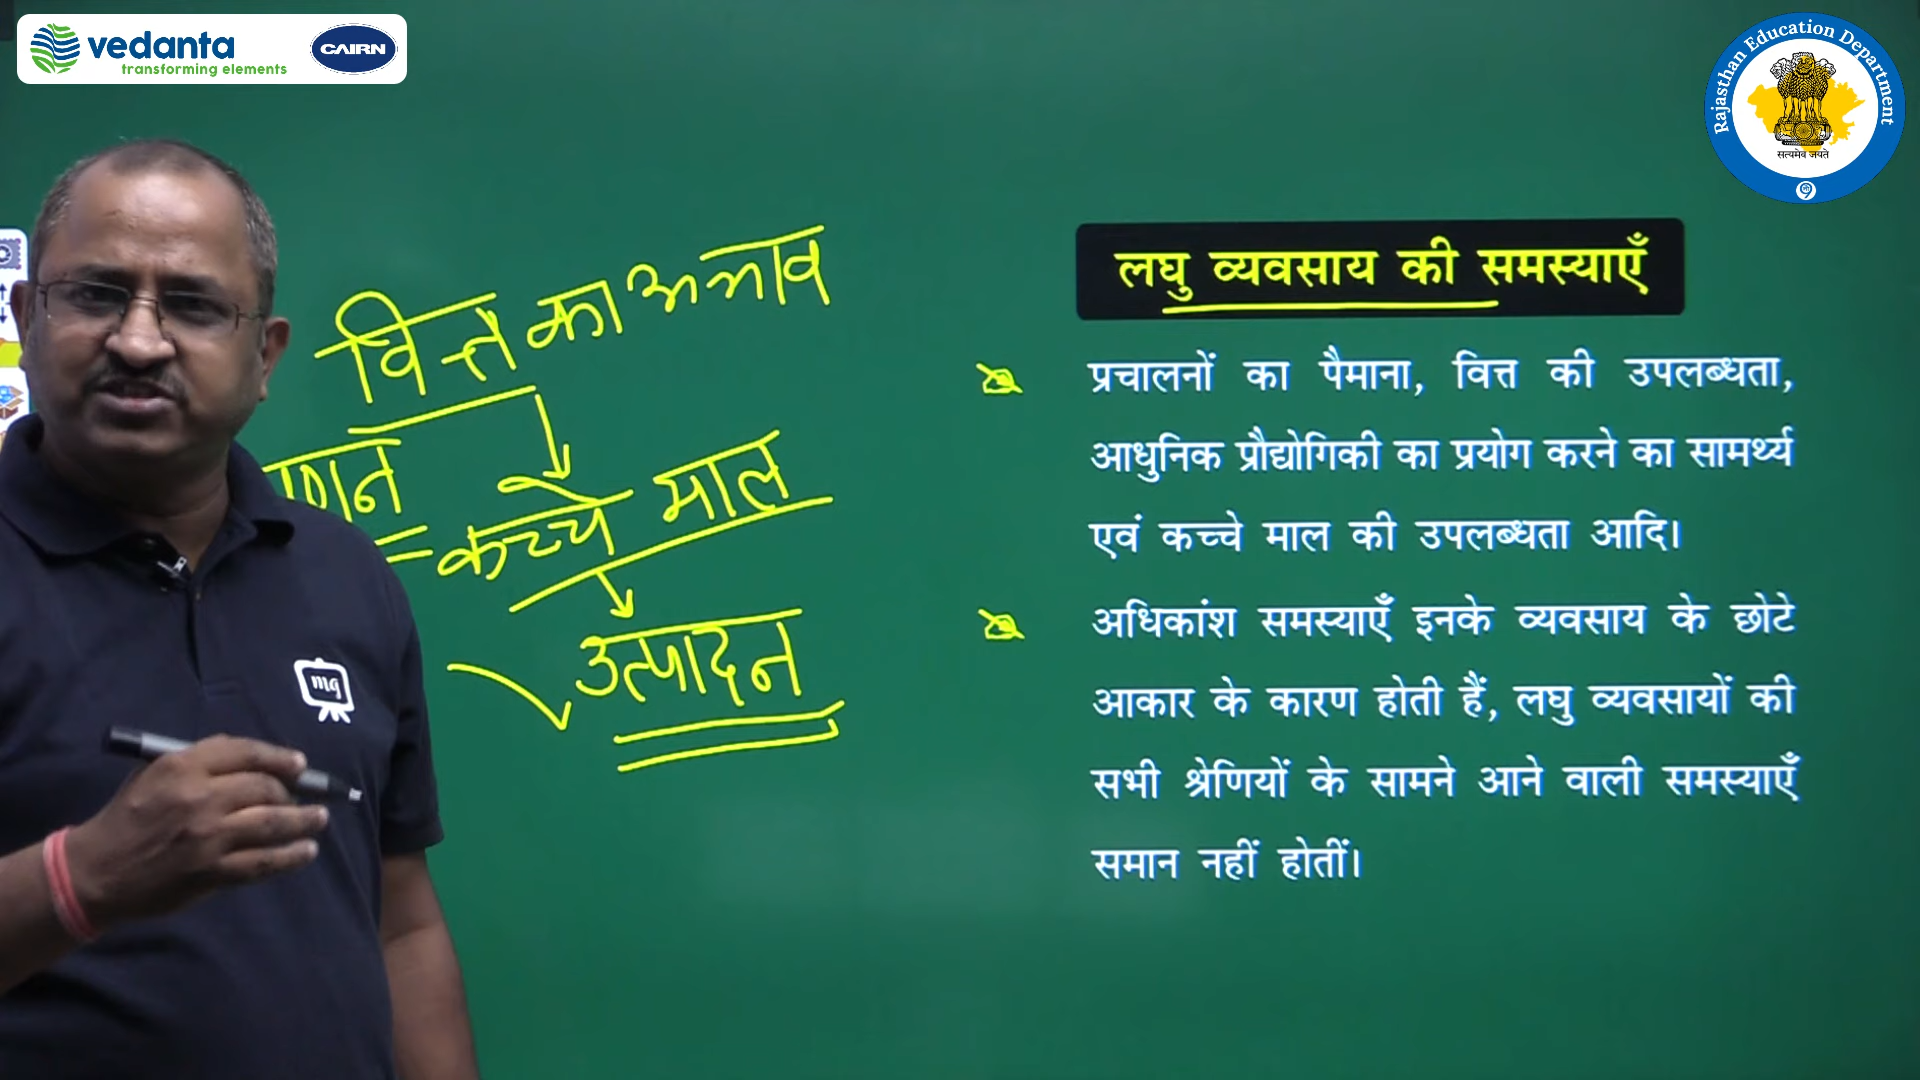 vedanta
transforming elements
CAIRN
Rajasthan Education Department
सत्यमेव जयते
लघु व्यवसाय की समस्याएँ
प्रचालनों का पैमाना, वित्त की उपलब्धता,
आधुनिक प्रौद्योगिकी का प्रयोग करने का सामर्थ्य
एवं कच्चे माल की उपलब्धता आदि।
अधिकांश समस्याएँ इनके व्यवसाय के छोटे
आकार के कारण होती हैं, लघु व्यवसायों की
सभी श्रेणियों के सामने आने वाली समस्याएँ
समान नहीं होतीं।
वित्त का अभाव
कच्चे माल
उत्पादन
mg